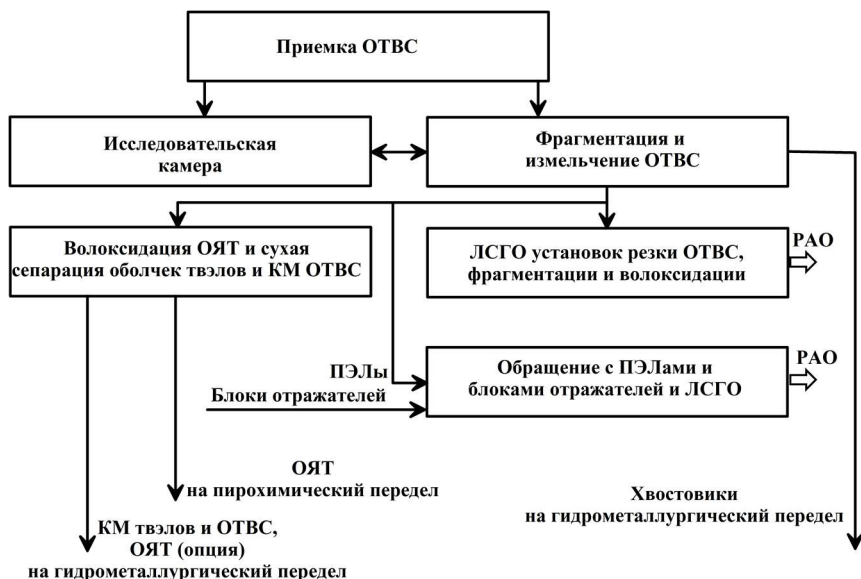 Приемка ОТВС
Исследовательская
камера
Фрагментация и
измельчение ОТВС
Волоксидация ОЯТ и сухая
сепарация оболчек твэлов и КМ ОТВС
ЛСГО установок резки ОТВС,
фрагментации и волоксидации
РАО
ПЭЛы
Блоки отражателей
Обращение с ПЭЛами и
блоками отражателей и ЛСГО
РАО
ОЯТ
на пирохимический передел
Хвостовики
на гидрометаллургический передел
КМ твэлов и ОТВС,
ОЯТ (опция)
на гидрометаллургический передел